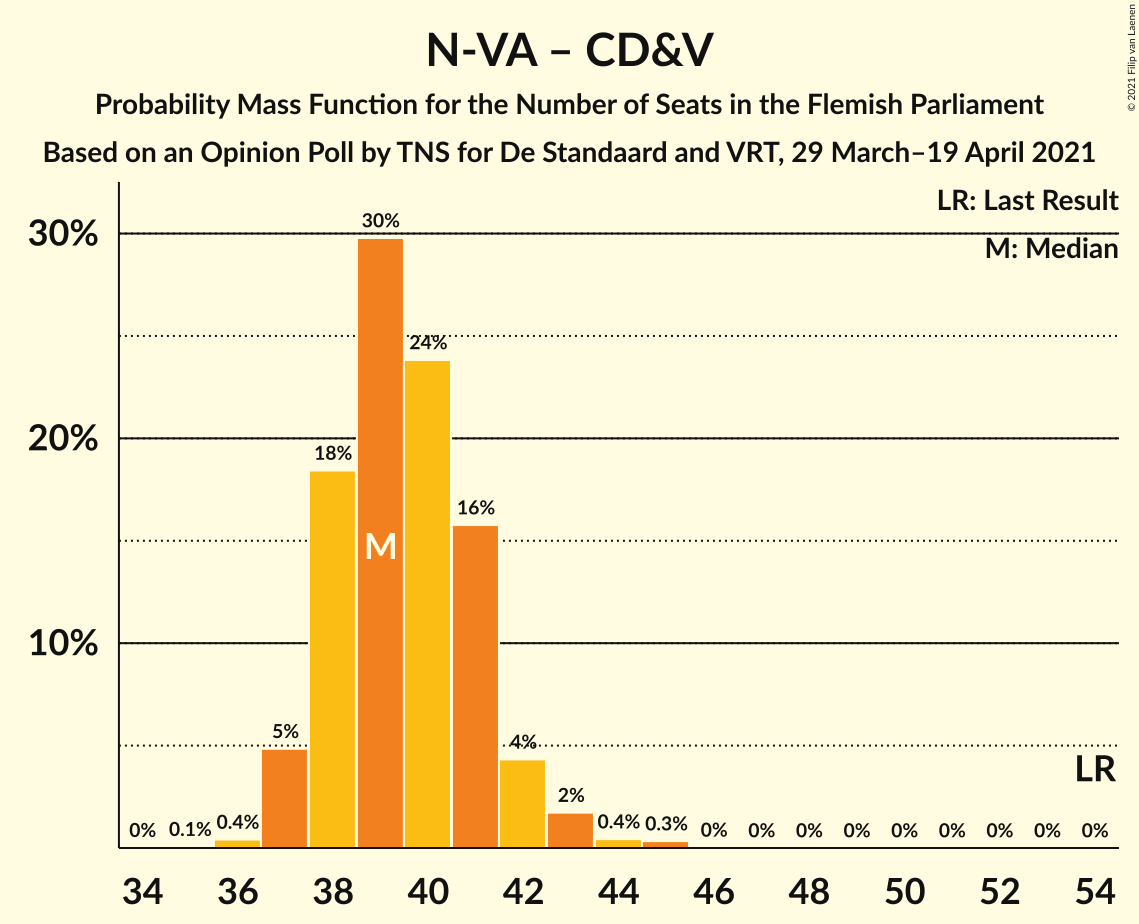 N-VA – CD&V
Probability Mass Function for the Number of Seats in the Flemish Parliament
Based on an Opinion Poll by TNS for De Standaard and VRT, 29 March–19 April 2021
© 2021 Filip van Laenen
LR: Last Result
M: Median
30%
20%
10%
0% 0.1% 0.4% 5% 18% 30% 24% 16% 4% 2% 0.4% 0.3% 0% 0% 0% 0% 0% 0% 0% 0% 0%
M
LR
34 36 38 40 42 44 46 48 50 52 54